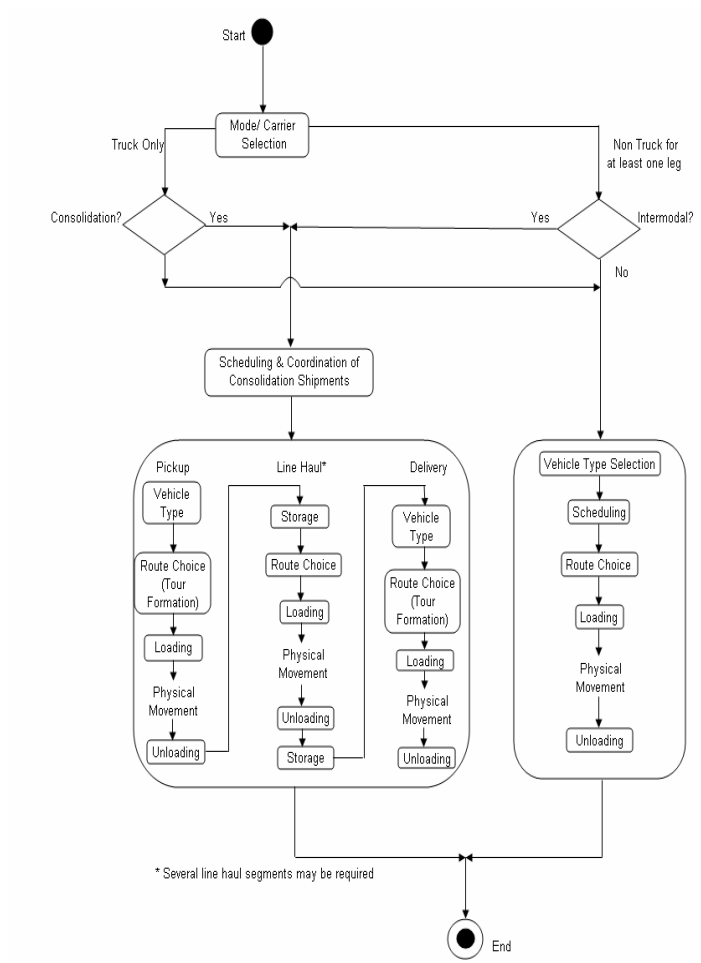 Start
Mode/ Carrier
Selection
Truck Only
Non Truck for
at least one leg
Consolidation?
Yes
Yes
Intermodal?
No
Scheduling & Coordination of
Consolidation Shipments
Pickup
Vehicle
Type
Route Choice
(Tour
Formation)
Loading
Physical
Movement
Unloading
Line Haul*
Storage
Route Choice
Loading
Physical
Movement
Unloading
Storage
Delivery
Vehicle
Type
Route Choice
(Tour
Formation)
Loading
Physical
Movement
Unloading
Vehicle Type Selection
Scheduling
Route Choice
Loading
Physical
Movement
Unloading
* Several line haul segments may be required
End